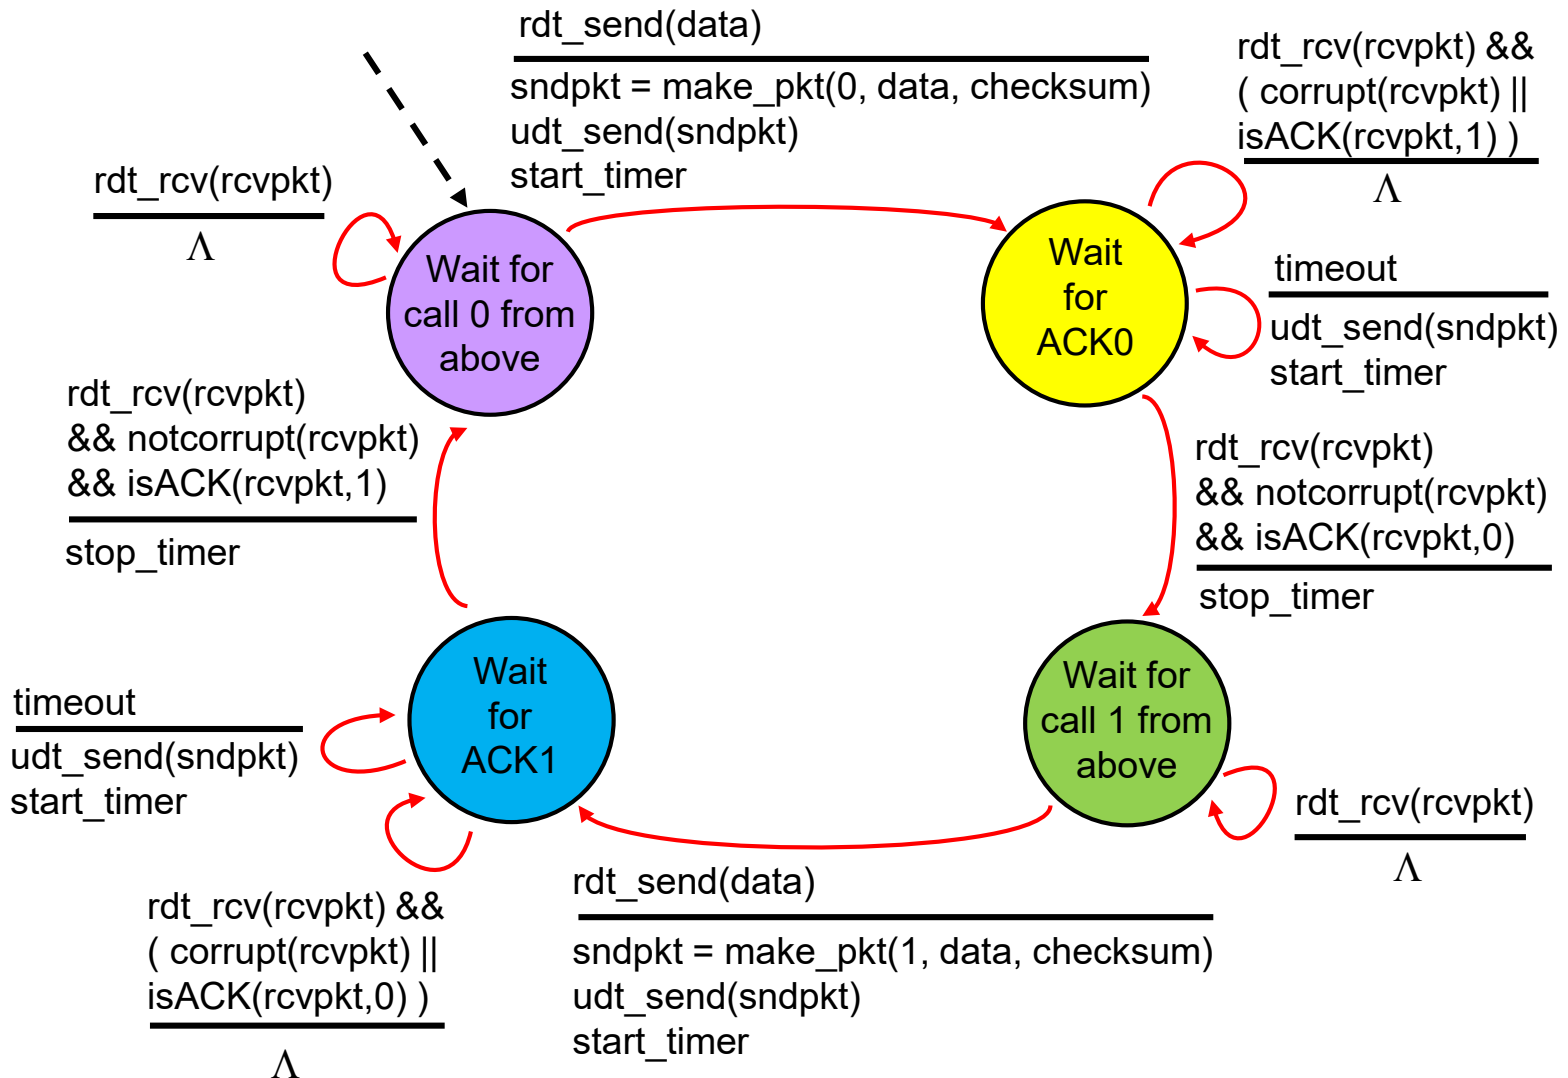 rdt_send(data)
sndpkt = make_pkt(0, data, checksum)
udt_send(sndpkt)
start_timer
rdt_rcv(rcvpkt) &&
( corrupt(rcvpkt) ||
isACK(rcvpkt,1) )
Λ
rdt_rcv(rcvpkt)
Λ
Wait for
call 0 from
above
Wait
for
ACK0
timeout
udt_send(sndpkt)
start_timer
rdt_rcv(rcvpkt)
&& notcorrupt(rcvpkt)
&& isACK(rcvpkt,1)
stop_timer
rdt_rcv(rcvpkt)
&& notcorrupt(rcvpkt)
&& isACK(rcvpkt,0)
stop_timer
Wait
for
ACK1
Wait for
call 1 from
above
timeout
udt_send(sndpkt)
start_timer
rdt_rcv(rcvpkt)
Λ
rdt_rcv(rcvpkt) &&
( corrupt(rcvpkt) ||
isACK(rcvpkt,0) )
Λ
rdt_send(data)
sndpkt = make_pkt(1, data, checksum)
udt_send(sndpkt)
start_timer